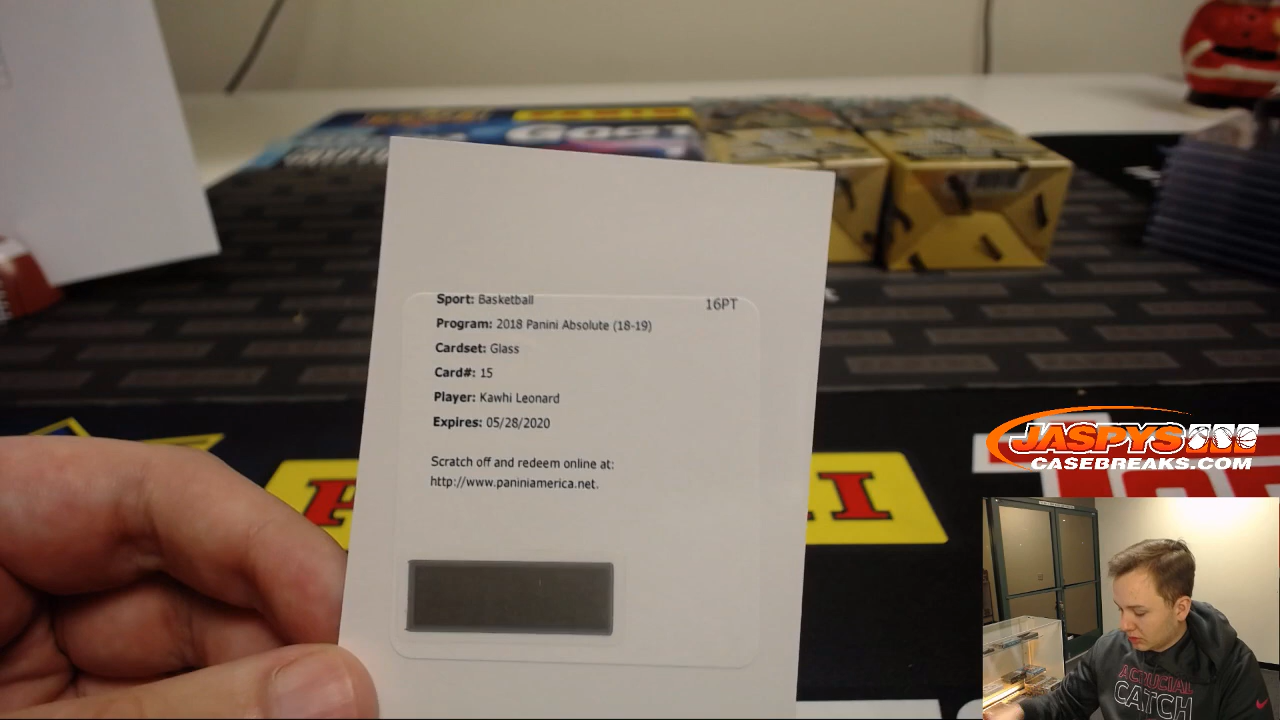 Sport: Basketball
16PT
Program: 2018 Panini Absolute (18-19)
Cardset: Glass
Card#: 15
Player: Kawhi Leonard
Expires: 05/28/2020
Scratch off and redeem online at:
http://www.paniniamerica.net.
JASPYS
CASEBREAKS.COM
A CRUCIAL
CATCH